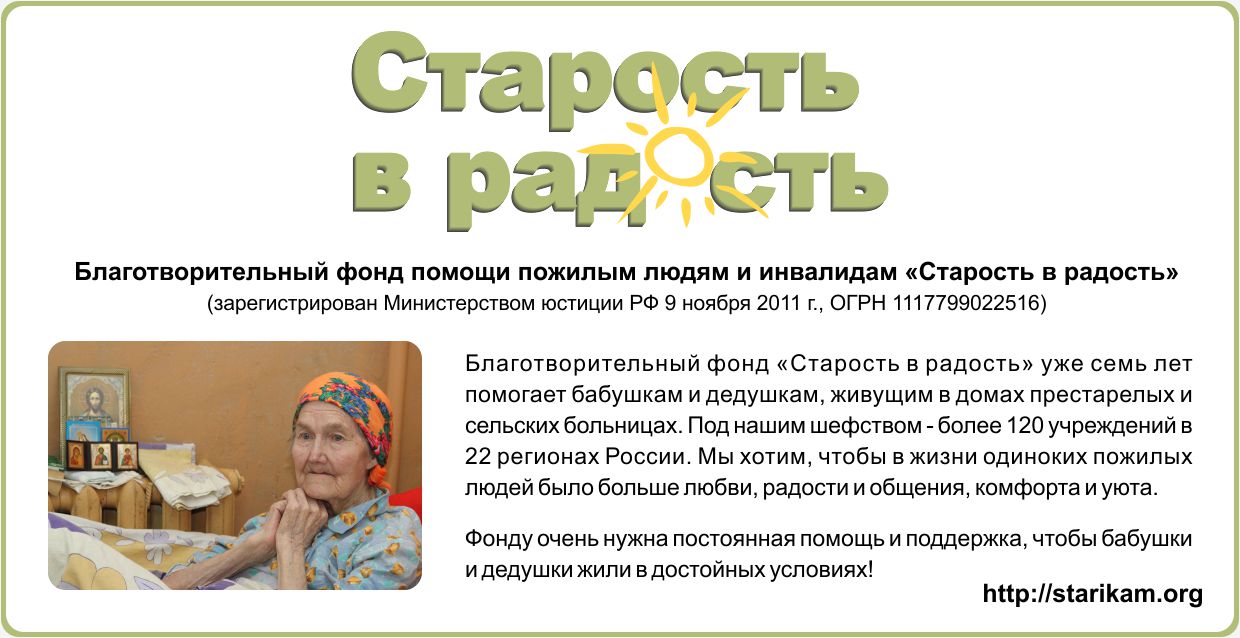 Старость
в радость
Благотворительный фонд помощи пожилым людям и инвалидам «Старость в радость»
(зарегистрирован Министерством юстиции РФ 9 ноября 2011 г., ОГРН 1117799022516)
Благотворительный фонд «Старость в радость» уже семь лет
помогает бабушкам и дедушкам, живущим в домах престарелых и
сельских больницах. Под нашим шефством - более 120 учреждений в
22 регионах России. Мы хотим, чтобы в жизни одиноких пожилых
людей было больше любви, радости и общения, комфорта и уюта.
Фонду очень нужна постоянная помощь и поддержка, чтобы бабушки
и дедушки жили в достойных условиях!
http://starikam.org